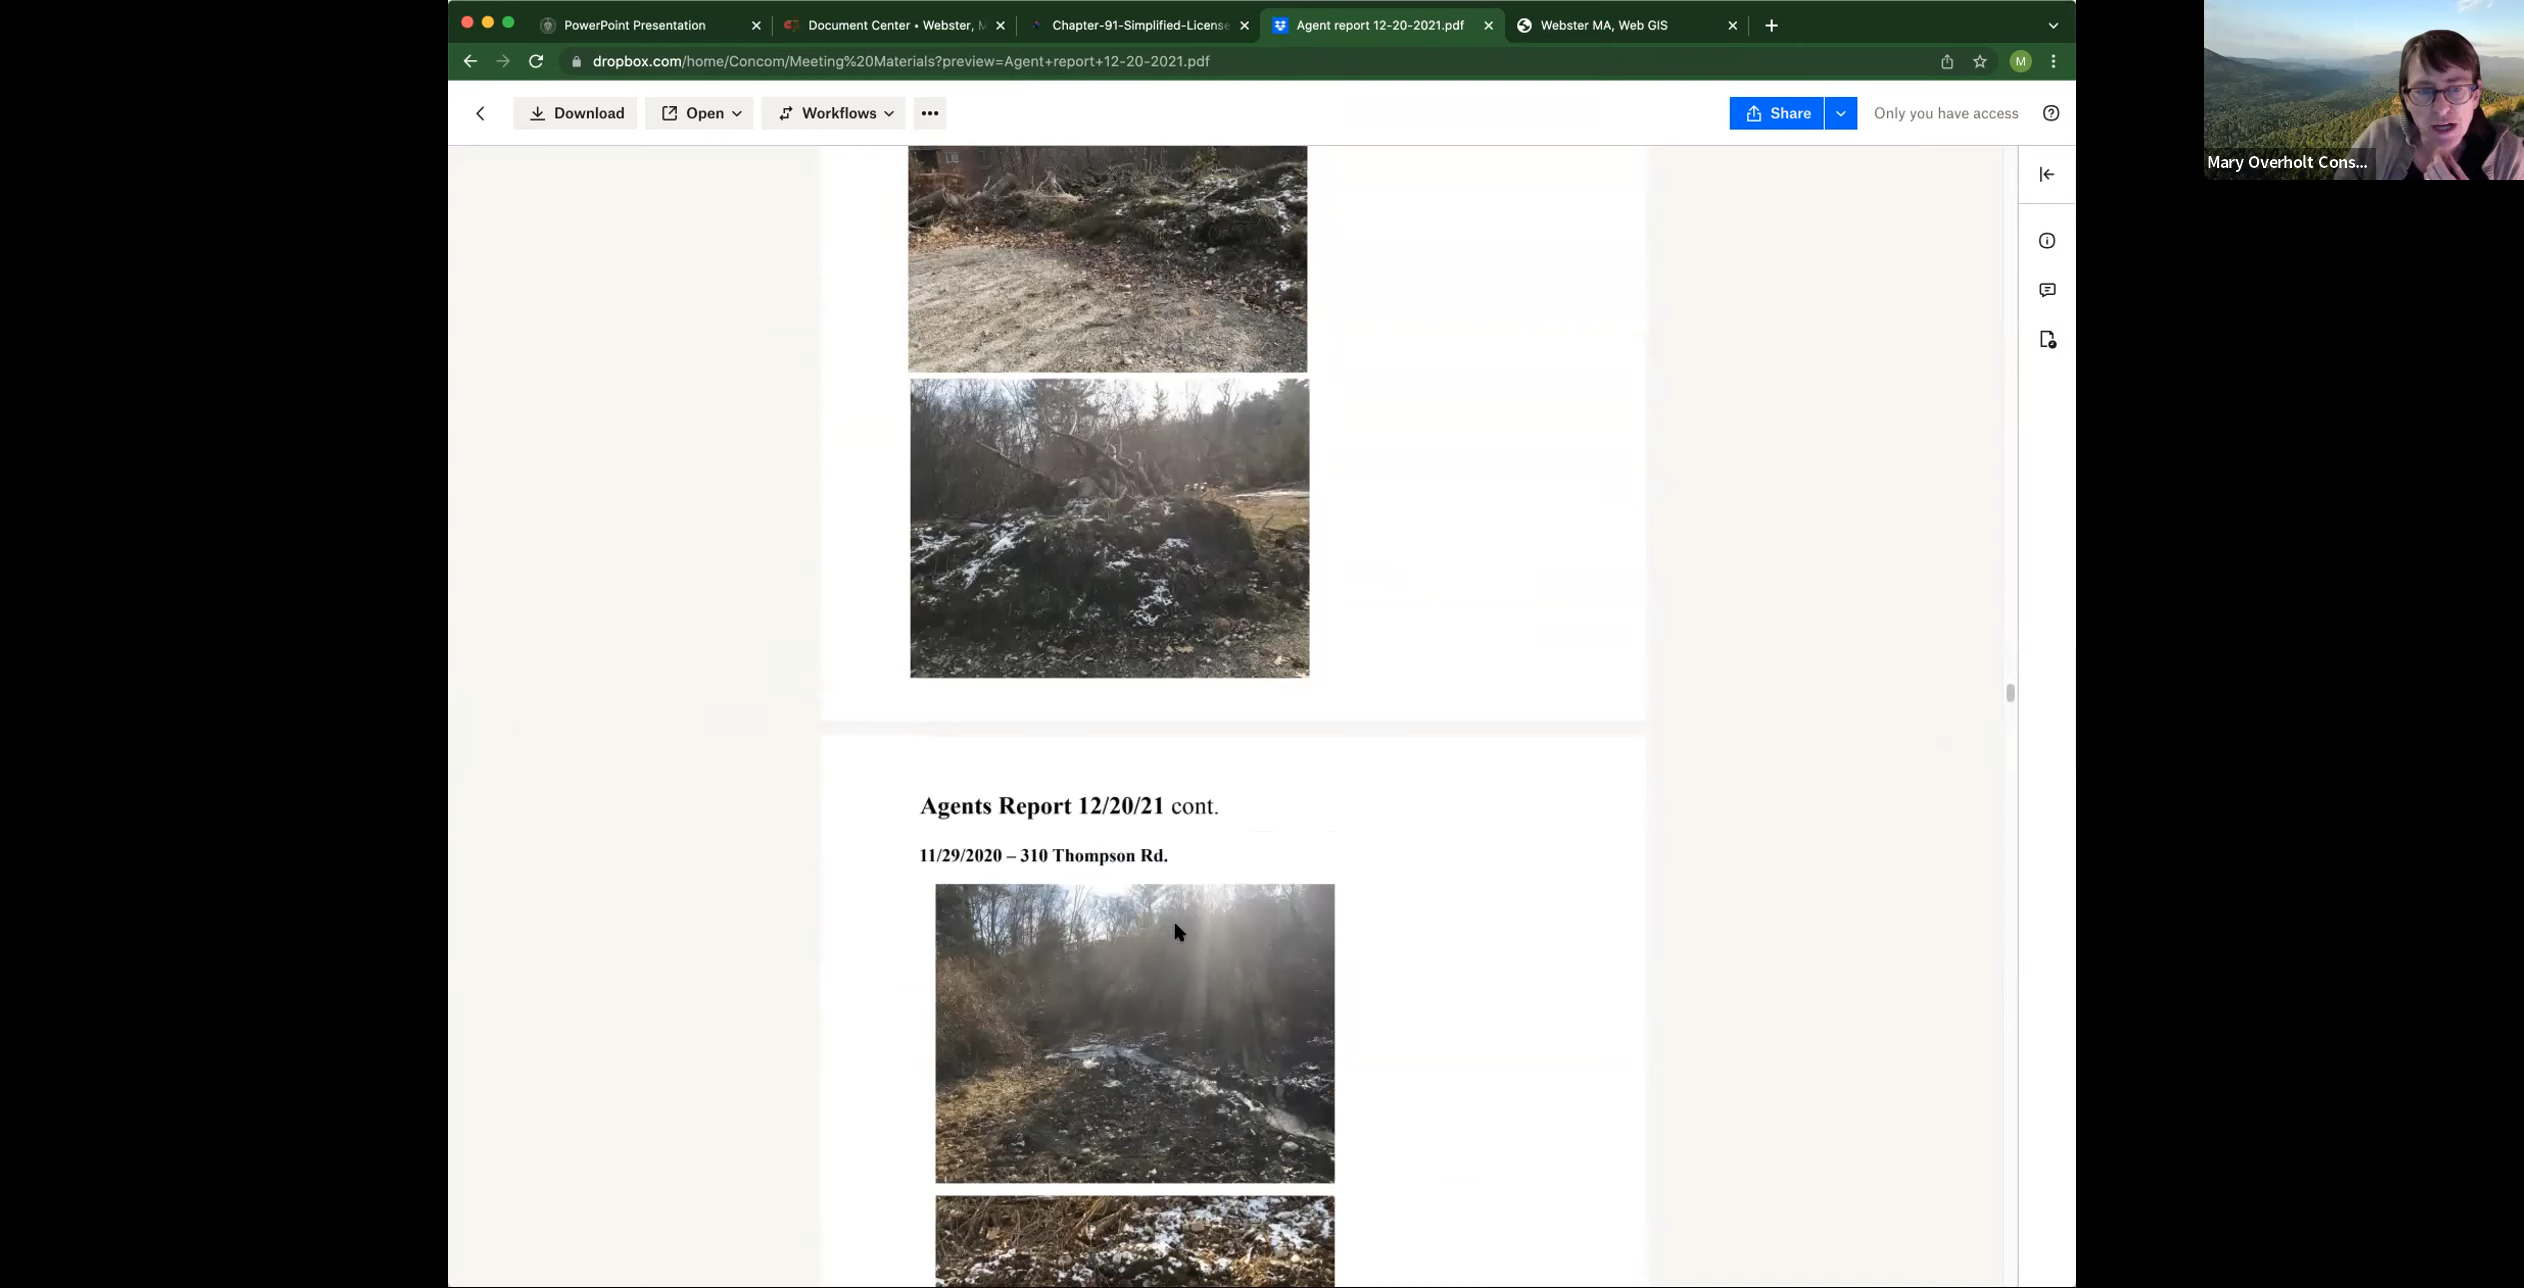 PowerPoint Presentation
Document Center • Webster, M
Chapter-91-Simplified-License
Agent report 12-20-2021.pdf
Webster MA, Web GIS
dropbox.com/home/Concom/Meeting%20Materials?preview=Agent+report+12-20-2021.pdf
M
Download
Open
Workflows
Share
Only you have access
Mary Overholt Cons...
Agents Report 12/20/21 cont.
11/29/2020 – 310 Thompson Rd.